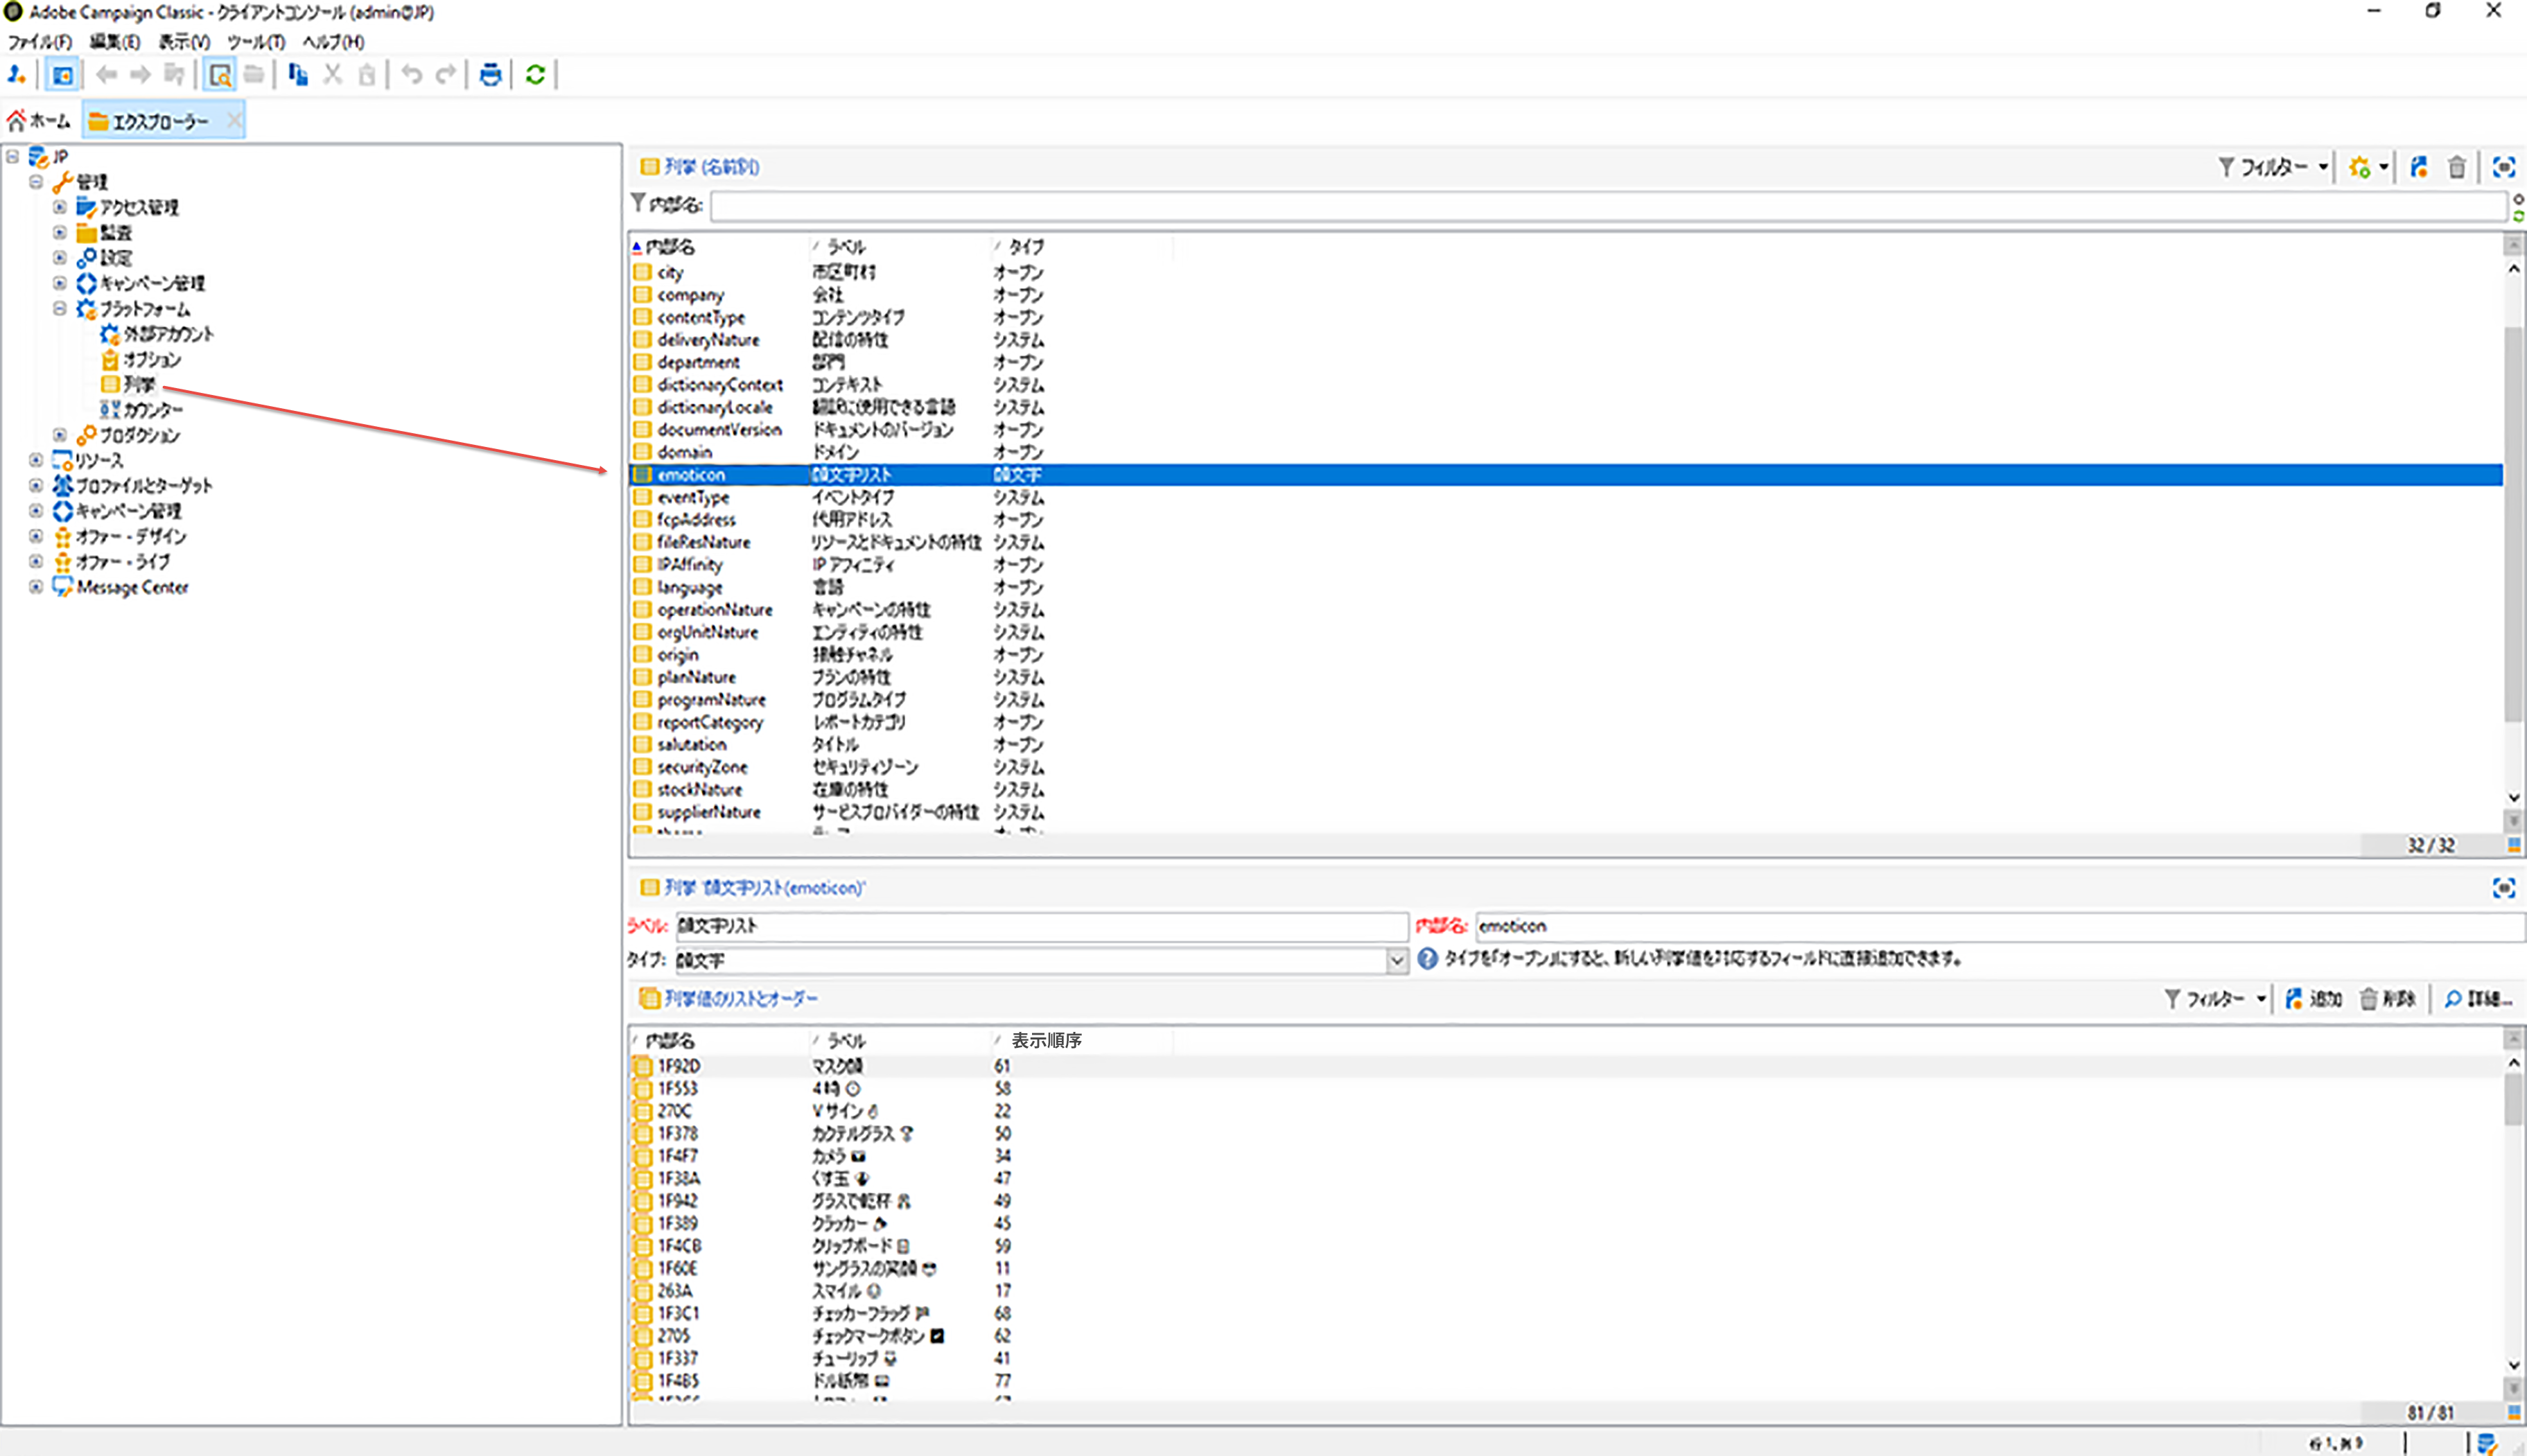 Adobe Campaign Classic - クライアントコンソール (admin@JP)
ファイル(F) 編集(E) 表示(V) ツール(T) ヘルプ(H)
ホーム エクスプローラー
JP
管理
アクセス管理
監査
設定
キャンペーン管理
プラットフォーム
外部アカウント
オプション
列挙
カウンター
プロダクション
リソース
プロファイルとターゲット
キャンペーン管理
オファー - デザイン
オファー - ライブ
Message Center
列挙 (名前別) フィルター
内部名:
内部名 ラベル タイプ
city 市区町村 オープン
company 会社 オープン
contentType コンテンツタイプ オープン
deliveryNature 配信の特性 システム
department 部門 オープン
dictionaryContext コンテキスト システム
dictionaryLocale 翻訳に使用できる言語 システム
documentVersion ドキュメントのバージョン オープン
domain ドメイン オープン
emoticon 顔文字リスト 顔文字
eventType イベントタイプ システム
fcpAddress 代用アドレス オープン
fileResNature リソースとドキュメントの特性 システム
IPAffinity IP アフィニティ オープン
language 言語 オープン
operationNature キャンペーンの特性 システム
orgUnitNature エンティティの特性 システム
origin 接触チャネル オープン
planNature プランの特性 システム
programNature プログラムタイプ システム
reportCategory レポートカテゴリ オープン
salutation タイトル オープン
securityZone セキュリティゾーン システム
stockNature 在庫の特性 システム
supplierNature サービスプロバイダーの特性 システム
32 / 32
列挙 '顔文字リスト(emoticon)'
ラベル: 顔文字リスト 内部名: emoticon
タイプ: 顔文字 タイプを「オープン」にすると、新しい列挙値を対応するフィールドに直接追加できます。
列挙値のリストとオーダー フィルター 追加 削除 詳細...
内部名 ラベル 表示順序
1F92D マスク顔 61
1F553 4 時 58
270C V サイン 22
1F378 カクテルグラス 50
1F4F7 カメラ 34
1F38A くす玉 47
1F942 グラスで乾杯 49
1F389 クラッカー 45
1F4CB クリップボード 59
1F60E サングラスの笑顔 11
263A スマイル 17
1F3C1 チェッカーフラッグ 68
2705 チェックマークボタン 62
1F337 チューリップ 41
1F4B5 ドル紙幣 77
81 / 81
行 1, 列 9